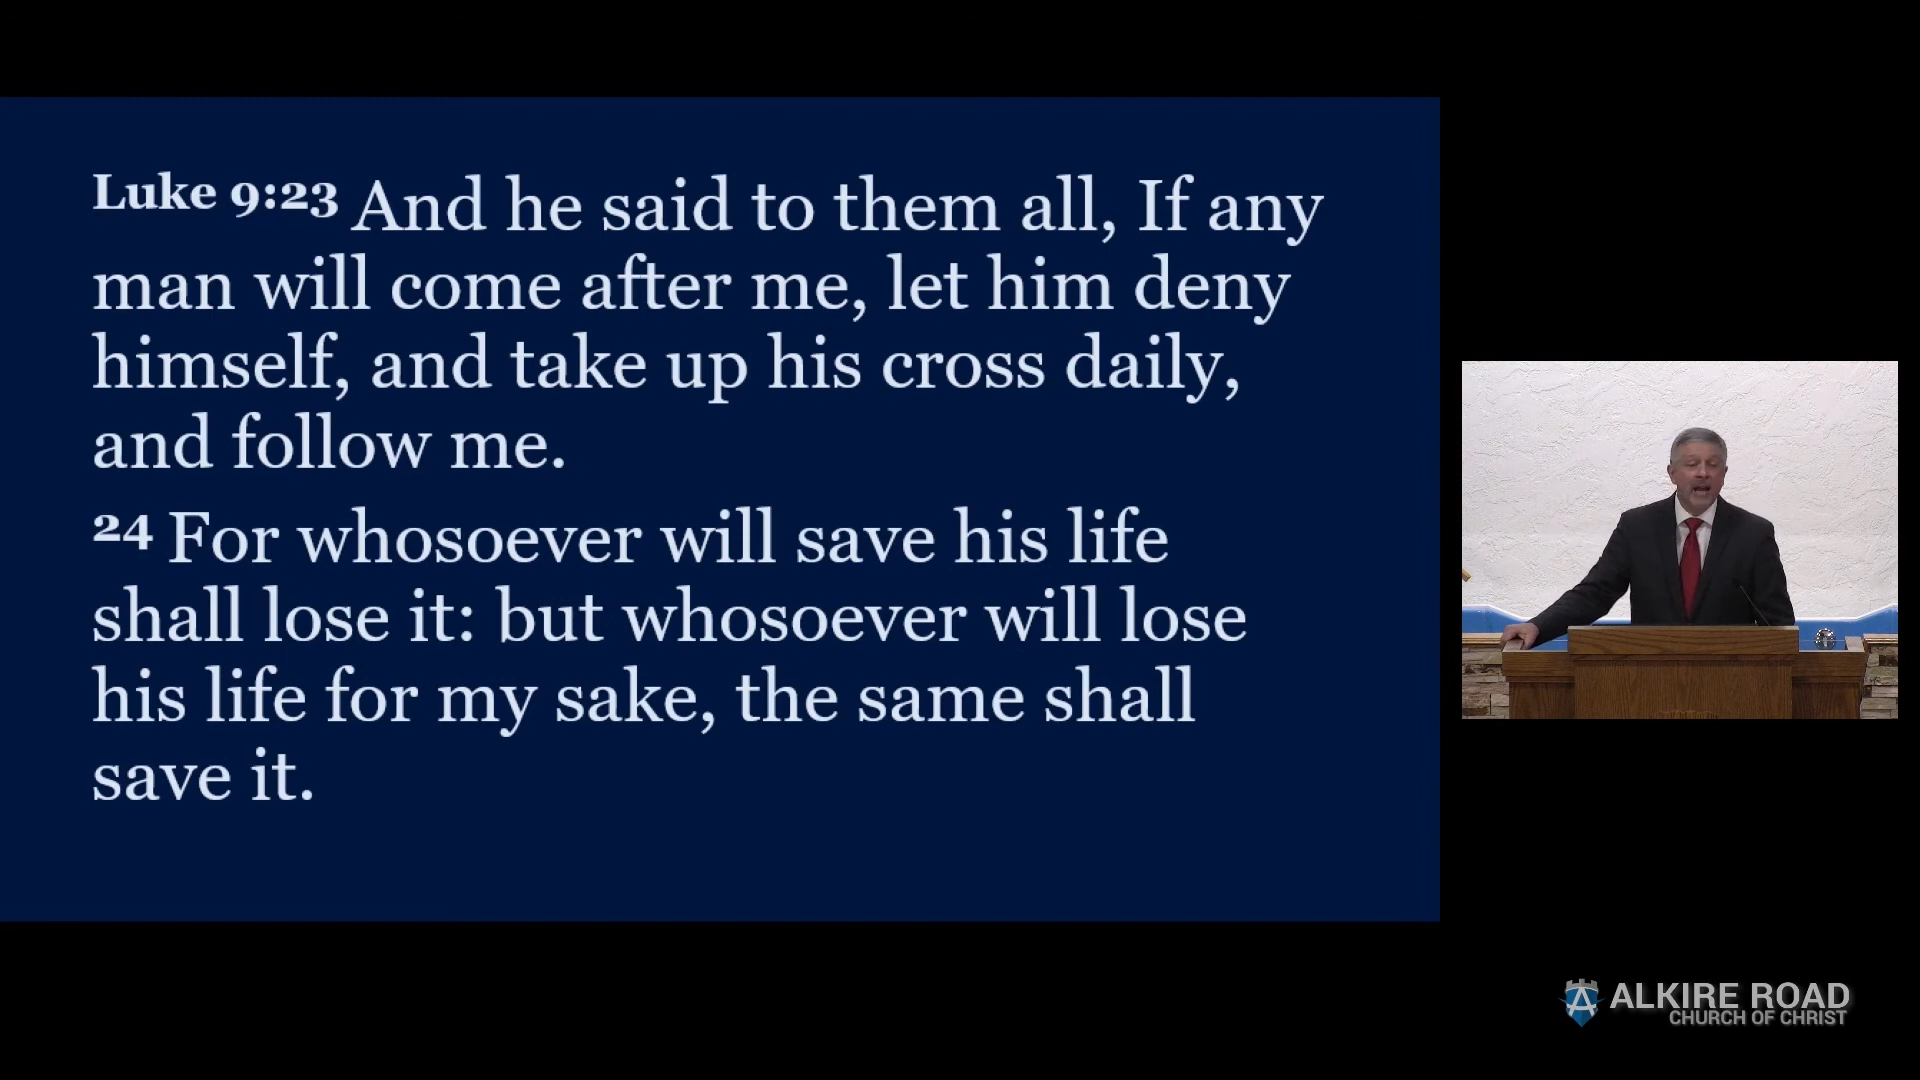 Luke 9:23 And he said to them all, If any
man will come after me, let him deny
himself, and take up his cross daily,
and follow me.
24 For whosoever will save his life
shall lose it: but whosoever will lose
his life for my sake, the same shall
save it.
ALKIRE ROAD
CHURCH OF CHRIST